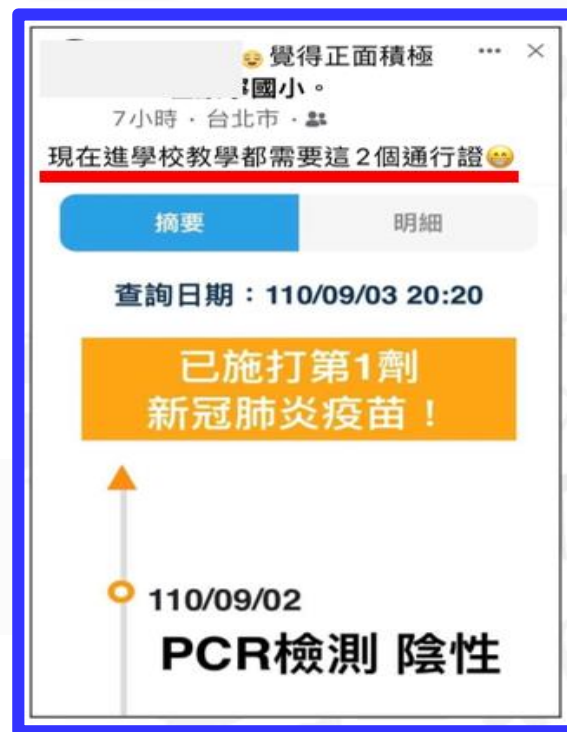 覺得正面積極
國小。
7小時・台北市・
現在進學校教學都需要這2個通行證
摘要 明細
查詢日期：110/09/03 20:20
已施打第1劑
新冠肺炎疫苗！
110/09/02
PCR檢測 陰性